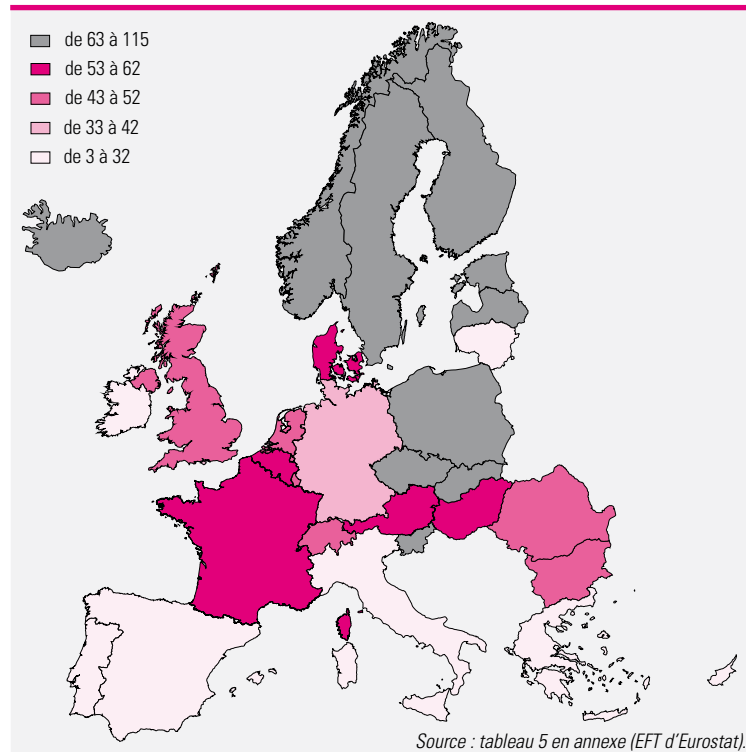 de 63 à 115
de 53 à 62
de 43 à 52
de 33 à 42
de 3 à 32
Source : tableau 5 en annexe (EFT d'Eurostat).